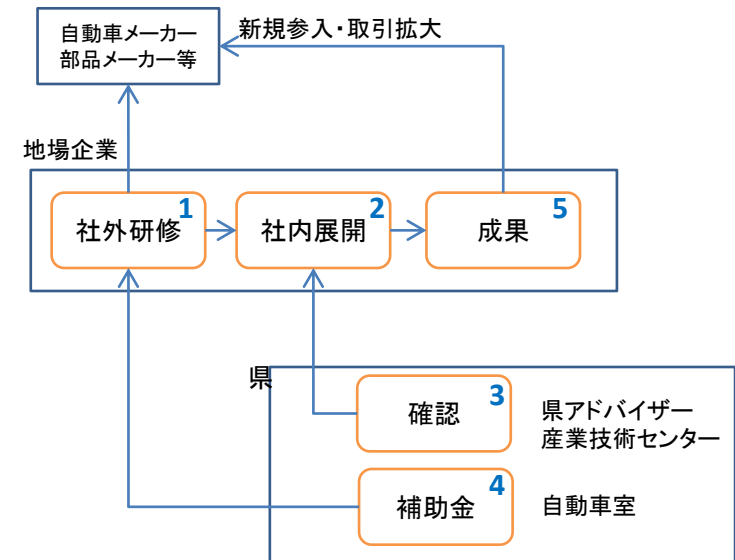 自動車メーカー
部品メーカー等
新規参入・取引拡大
地場企業
社外研修 1
社内展開 2
成果 5
県
確認 3
県アドバイザー
産業技術センター
補助金 4
自動車室